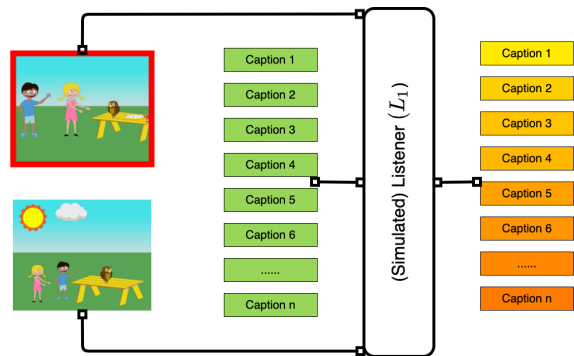 Caption 1
Caption 2
Caption 3
Caption 4
Caption 5
Caption 6
......
Caption n
(Simulated) Listener (L₁)
Caption 1
Caption 2
Caption 3
Caption 4
Caption 5
Caption 6
......
Caption n